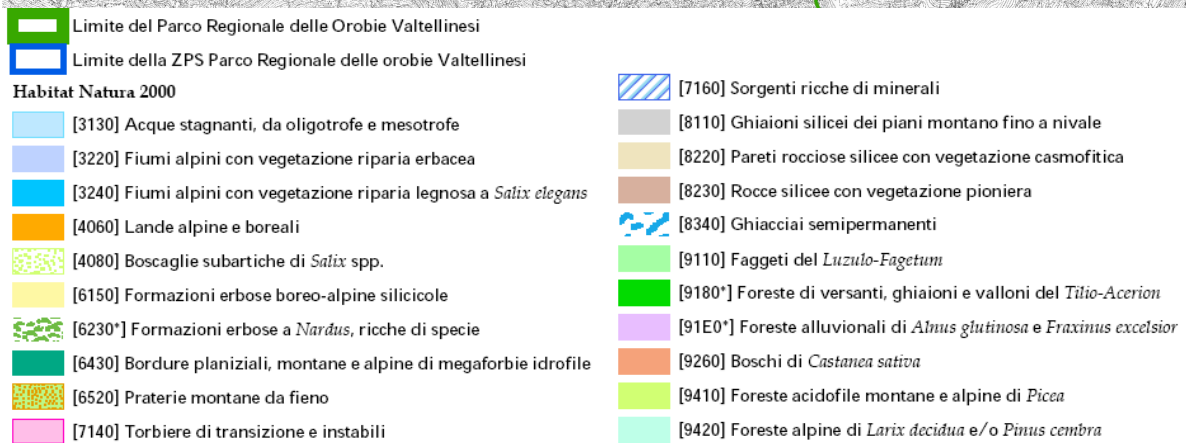 Limite del Parco Regionale delle Orobie Valtellinesi
Limite della ZPS Parco Regionale delle orobie Valtellinesi
Habitat Natura 2000
[3130] Acque stagnanti, da oligotrofe e mesotrofe
[3220] Fiumi alpini con vegetazione riparia erbacea
[3240] Fiumi alpini con vegetazione riparia legnosa a Salix elegans
[4060] Lande alpine e boreali
[4080] Boscaglie subartiche di Salix spp.
[6150] Formazioni erbose boreo-alpine silicicole
[6230*] Formazioni erbose a Nardus, ricche di specie
[6430] Bordure planiziali, montane e alpine di megaforbie idrofile
[6520] Praterie montane da fieno
[7140] Torbiere di transizione e instabili
[7160] Sorgenti ricche di minerali
[8110] Ghiaioni silicei dei piani montano fino a nivale
[8220] Pareti rocciose silicee con vegetazione casmofitica
[8230] Rocce silicee con vegetazione pioniera
[8340] Ghiacciai semipermanenti
[9110] Faggeti del Luzulo-Fagetum
[9180*] Foreste di versanti, ghiaioni e valloni del Tilio-Acerion
[91E0*] Foreste alluvionali di Alnus glutinosa e Fraxinus excelsior
[9260] Boschi di Castanea sativa
[9410] Foreste acidofile montane e alpine di Picea
[9420] Foreste alpine di Larix decidua e/o Pinus cembra